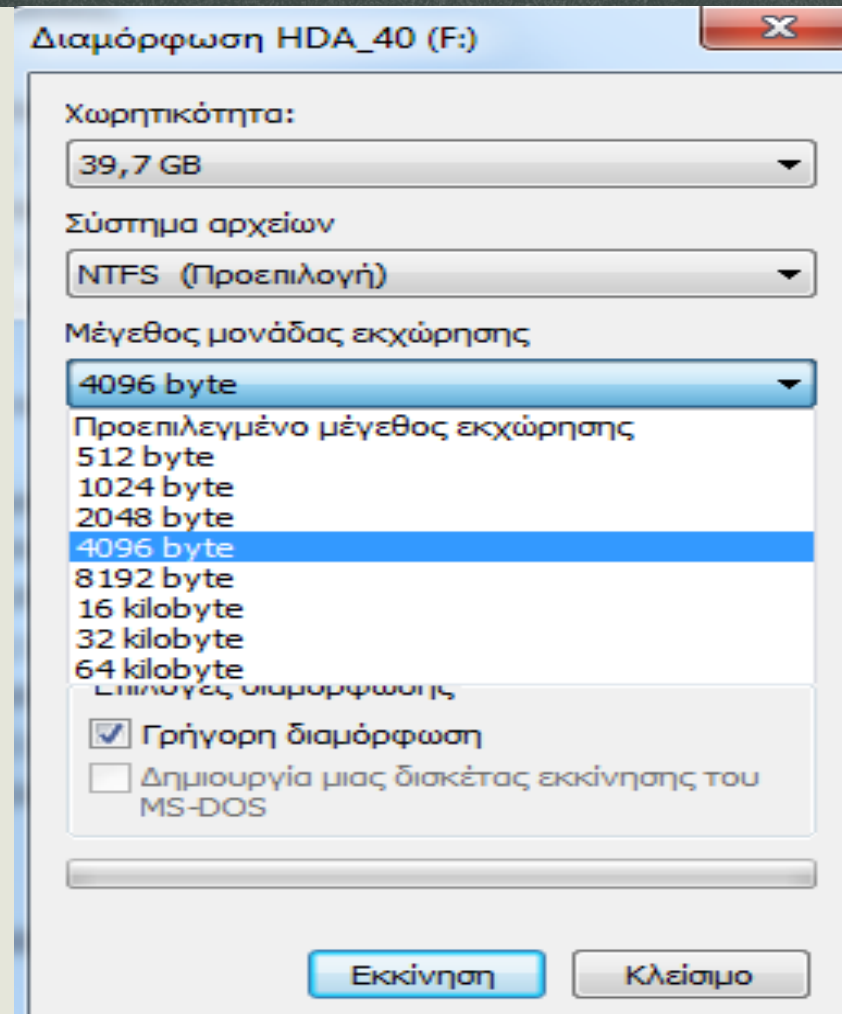 Διαμόρφωση HDA_40 (F:)
Χωρητικότητα:
39,7 GB
Σύστημα αρχείων
NTFS (Προεπιλογή)
Μέγεθος μονάδας εκχώρησης
4096 byte
Προεπιλεγμένο μέγεθος εκχώρησης
512 byte
1024 byte
2048 byte
4096 byte
8192 byte
16 kilobyte
32 kilobyte
64 kilobyte
Επιλογές διαμόρφωσης
Γρήγορη διαμόρφωση
Δημιουργία μιας δισκέτας εκκίνησης του
MS-DOS
Εκκίνηση
Κλείσιμο